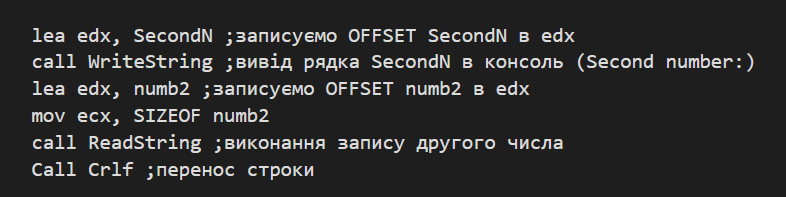 lea edx, SecondN ;записуємо OFFSET SecondN в edx
call WriteString ;вивід рядка SecondN в консоль (Second number:)
lea edx, numb2 ;записуємо OFFSET numb2 в edx
mov ecx, SIZEOF numb2
call ReadString ;виконання запису другого числа
Call Crlf ;перенос строки